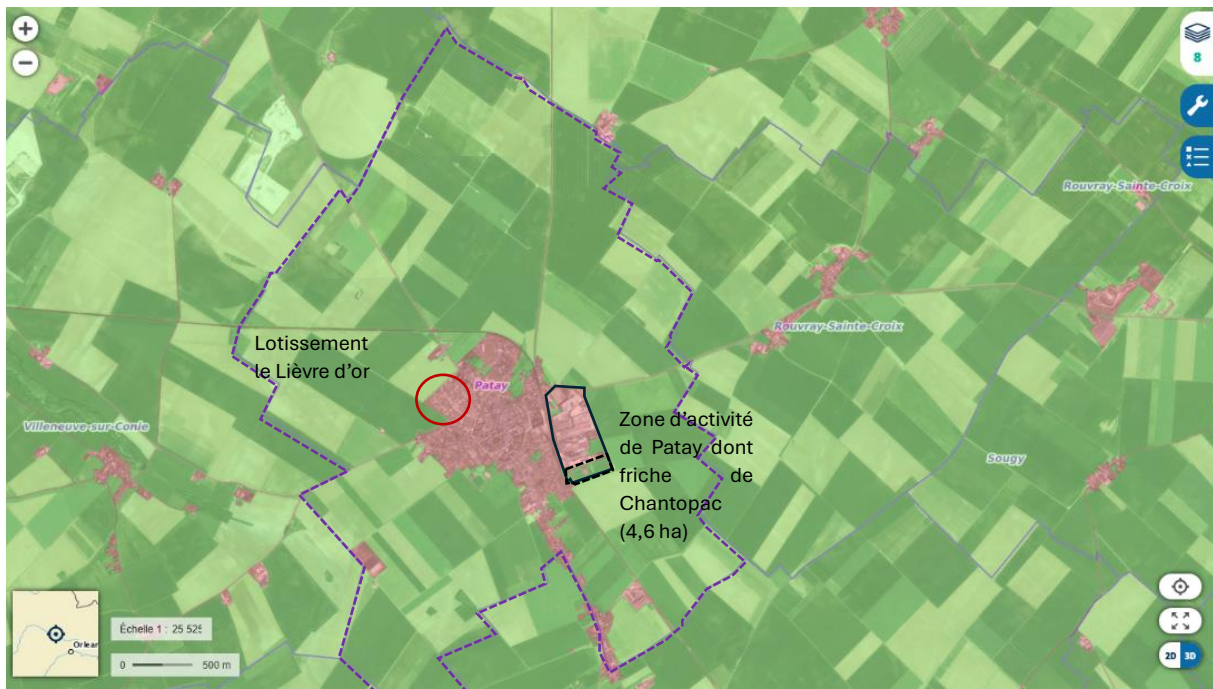 +
−
8
Rouvray-Sainte-Croix
Rouvray-Sainte-Croix
Lotissement
le Lièvre d'or
Patay
Zone d'activité
de Patay dont
friche de
Chantopac
(4,6 ha)
Villeneuve-sur-Conie
Sougy
Orlear
Échelle 1 : 25 525
0 500 m
2D 3D